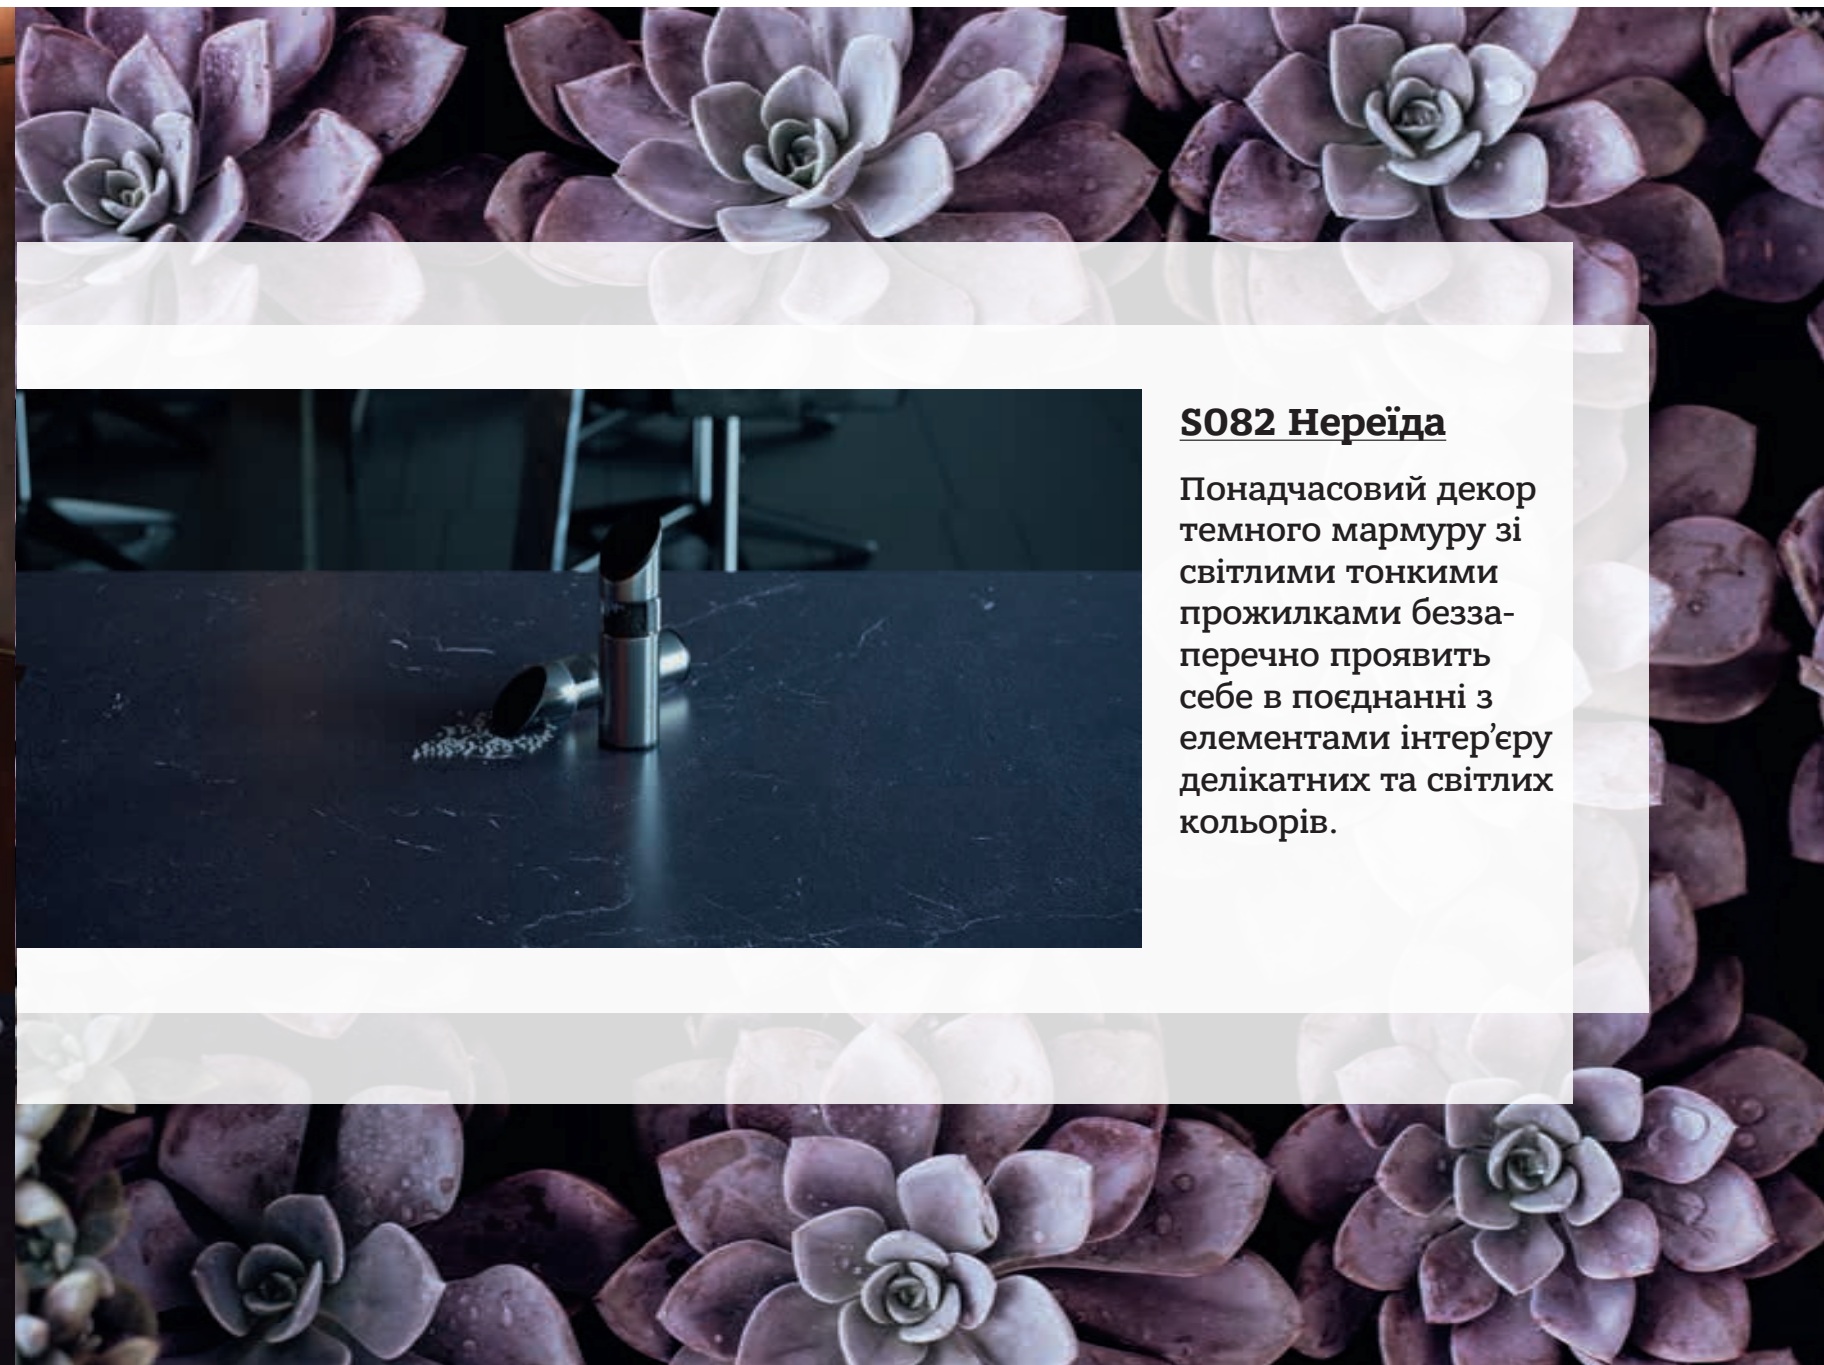 S082 Нереїда
Понадчасовий декор
темного мармуру зі
світлими тонкими
прожилками безза-
перечно проявить
себе в поєднанні з
елементами інтер’єру
делікатних та світлих
кольорів.